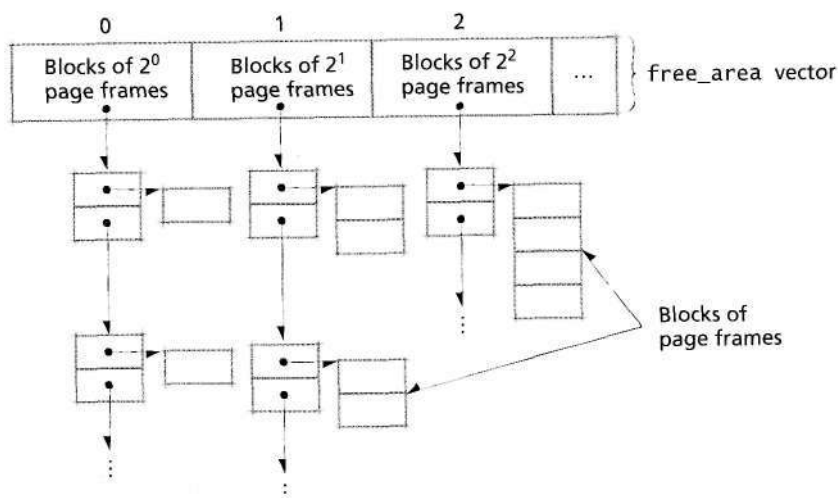 0
1
2
Blocks of 2⁰
page frames
Blocks of 2¹
page frames
Blocks of 2²
page frames
...
free_area vector
Blocks of
page frames
⋮
⋮
⋮